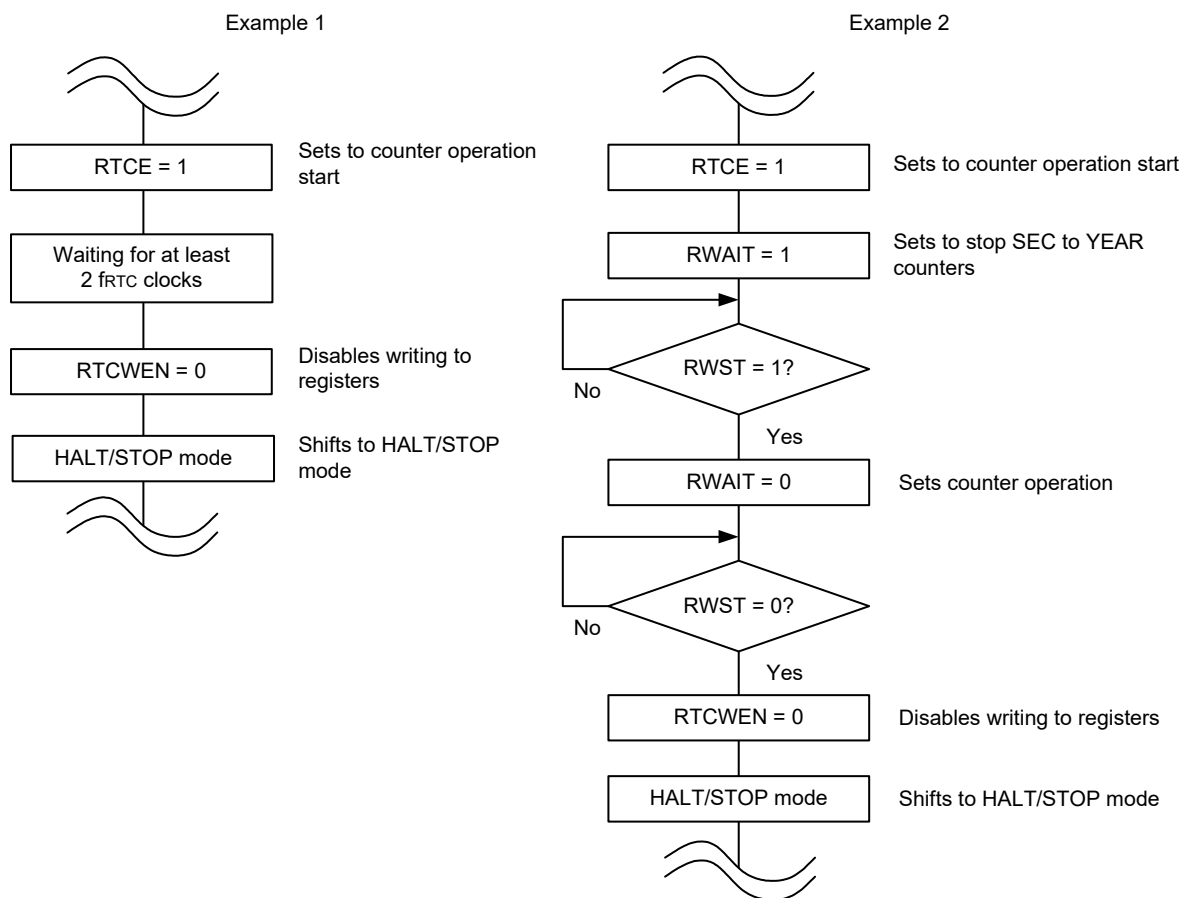 Example 1
RTCE = 1
Sets to counter operation
start
Waiting for at least
2 fRTC clocks
RTCWEN = 0
Disables writing to
registers
HALT/STOP mode
Shifts to HALT/STOP
mode
Example 2
RTCE = 1
Sets to counter operation start
RWAIT = 1
Sets to stop SEC to YEAR
counters
RWST = 1?
No
Yes
RWAIT = 0
Sets counter operation
RWST = 0?
No
Yes
RTCWEN = 0
Disables writing to registers
HALT/STOP mode
Shifts to HALT/STOP mode